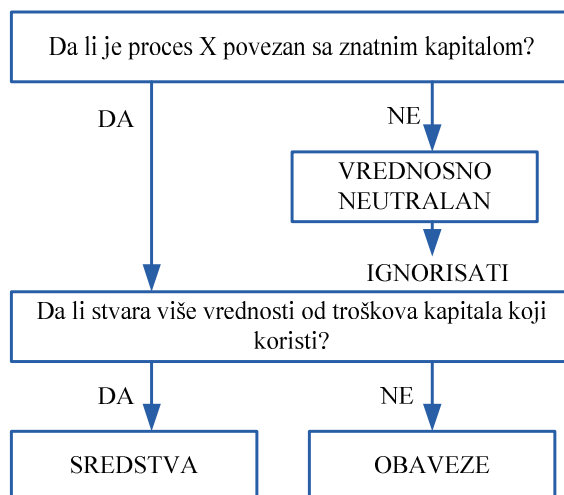 Da li je proces X povezan sa znatnim kapitalom?
DA
NE
VREDNOSNO
NEUTRALAN
IGNORISATI
Da li stvara više vrednosti od troškova kapitala koji
koristi?
DA
NE
SREDSTVA
OBAVEZE